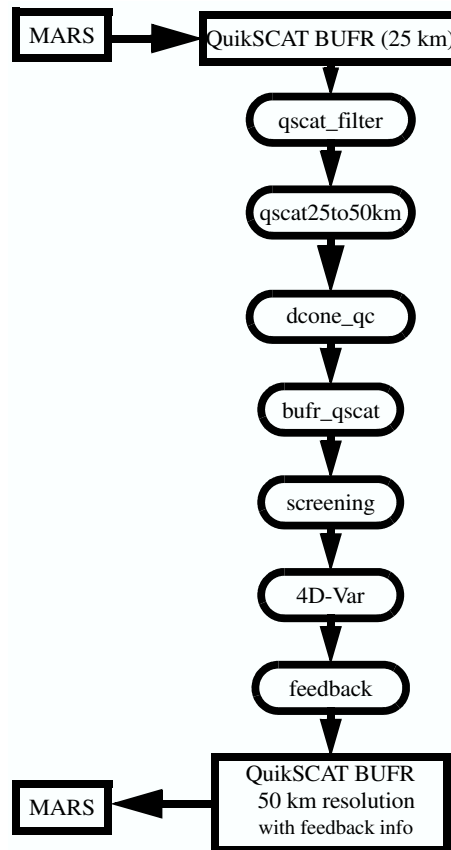 MARS
QuikSCAT BUFR (25 km)
qscat_filter
qscat25to50km
dcone_qc
bufr_qscat
screening
4D-Var
feedback
QuikSCAT BUFR
50 km resolution
with feedback info
MARS